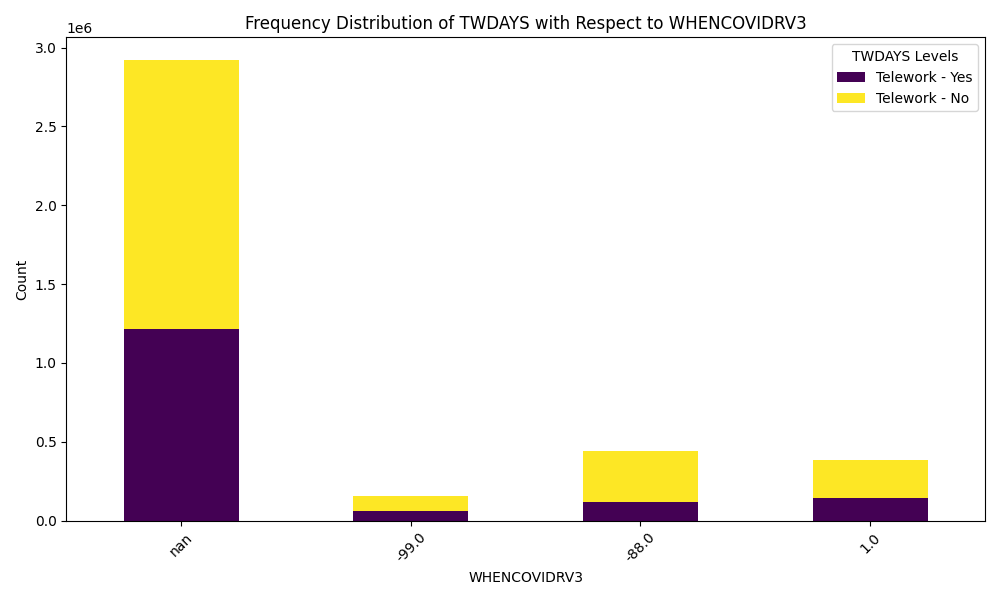 Frequency Distribution of TWDAYS with Respect to WHENCOVIDRV3
1e6
TWDAYS Levels
Telework - Yes
Telework - No
3.0
2.5
2.0
1.5
1.0
0.5
0.0
Count
nan
-99.0
-88.0
1.0
WHENCOVIDRV3